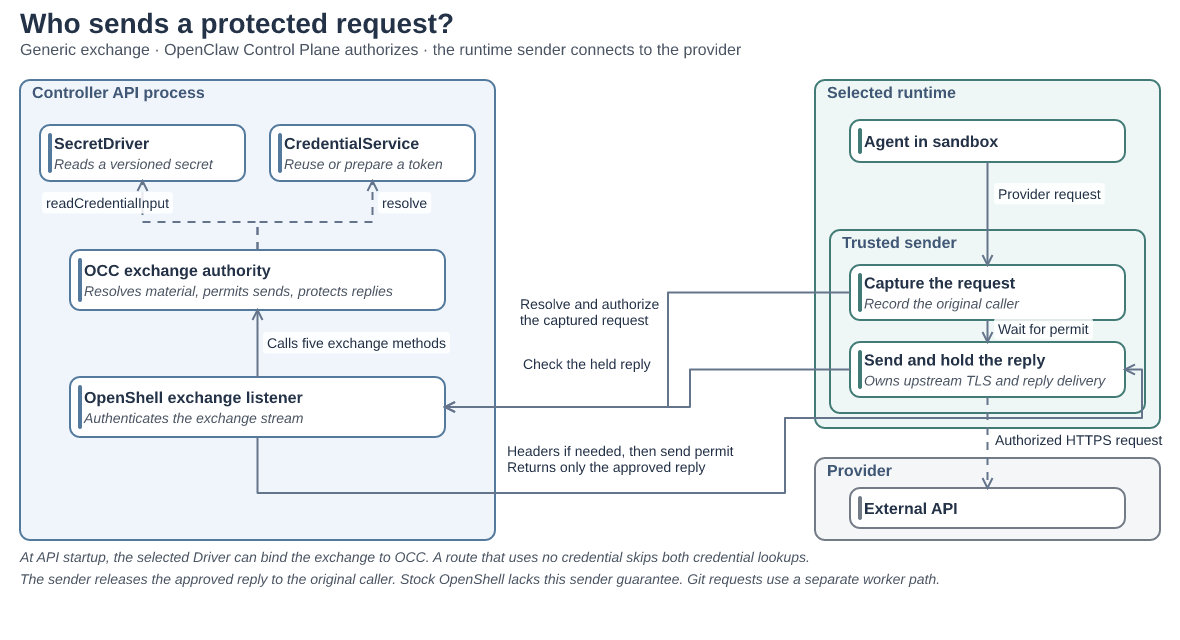 Who sends a protected request?
Generic exchange · OpenClaw Control Plane authorizes · the runtime sender connects to the provider
Controller API process
SecretDriver
Reads a versioned secret
CredentialService
Reuse or prepare a token
readCredentialInput
resolve
OCC exchange authority
Resolves material, permits sends, protects replies
Calls five exchange methods
OpenShell exchange listener
Authenticates the exchange stream
Resolve and authorize
the captured request
Check the held reply
Headers if needed, then send permit
Returns only the approved reply
Selected runtime
Agent in sandbox
Provider request
Trusted sender
Capture the request
Record the original caller
Wait for permit
Send and hold the reply
Owns upstream TLS and reply delivery
Authorized HTTPS request
Provider
External API
At API startup, the selected Driver can bind the exchange to OCC. A route that uses no credential skips both credential lookups.
The sender releases the approved reply to the original caller. Stock OpenShell lacks this sender guarantee. Git requests use a separate worker path.